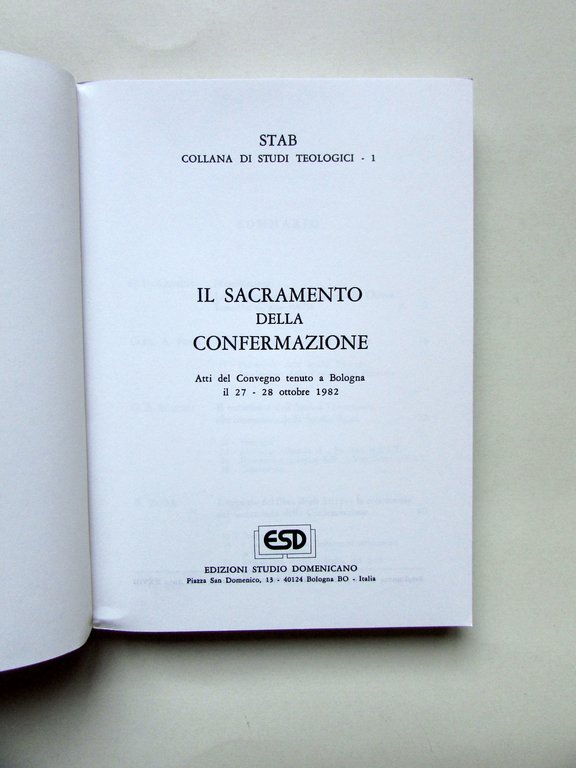 STAB
COLLANA DI STUDI TEOLOGICI - 1
IL SACRAMENTO
DELLA
CONFERMAZIONE
Atti del Convegno tenuto a Bologna
il 27 - 28 ottobre 1982
ESD
EDIZIONI STUDIO DOMENICANO
Piazza San Domenico, 13 - 40124 Bologna BO - Italia